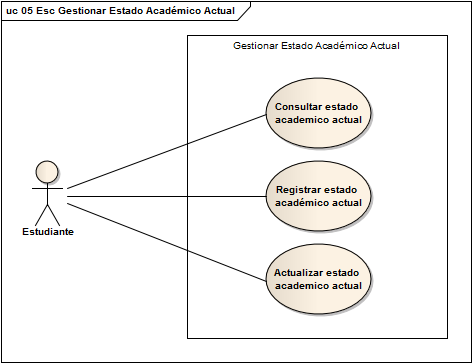 uc 05 Esc Gestionar Estado Académico Actual
Gestionar Estado Académico Actual
Consultar estado
academico actual
Registrar estado
académico actual
Estudiante
Actualizar estado
academico actual